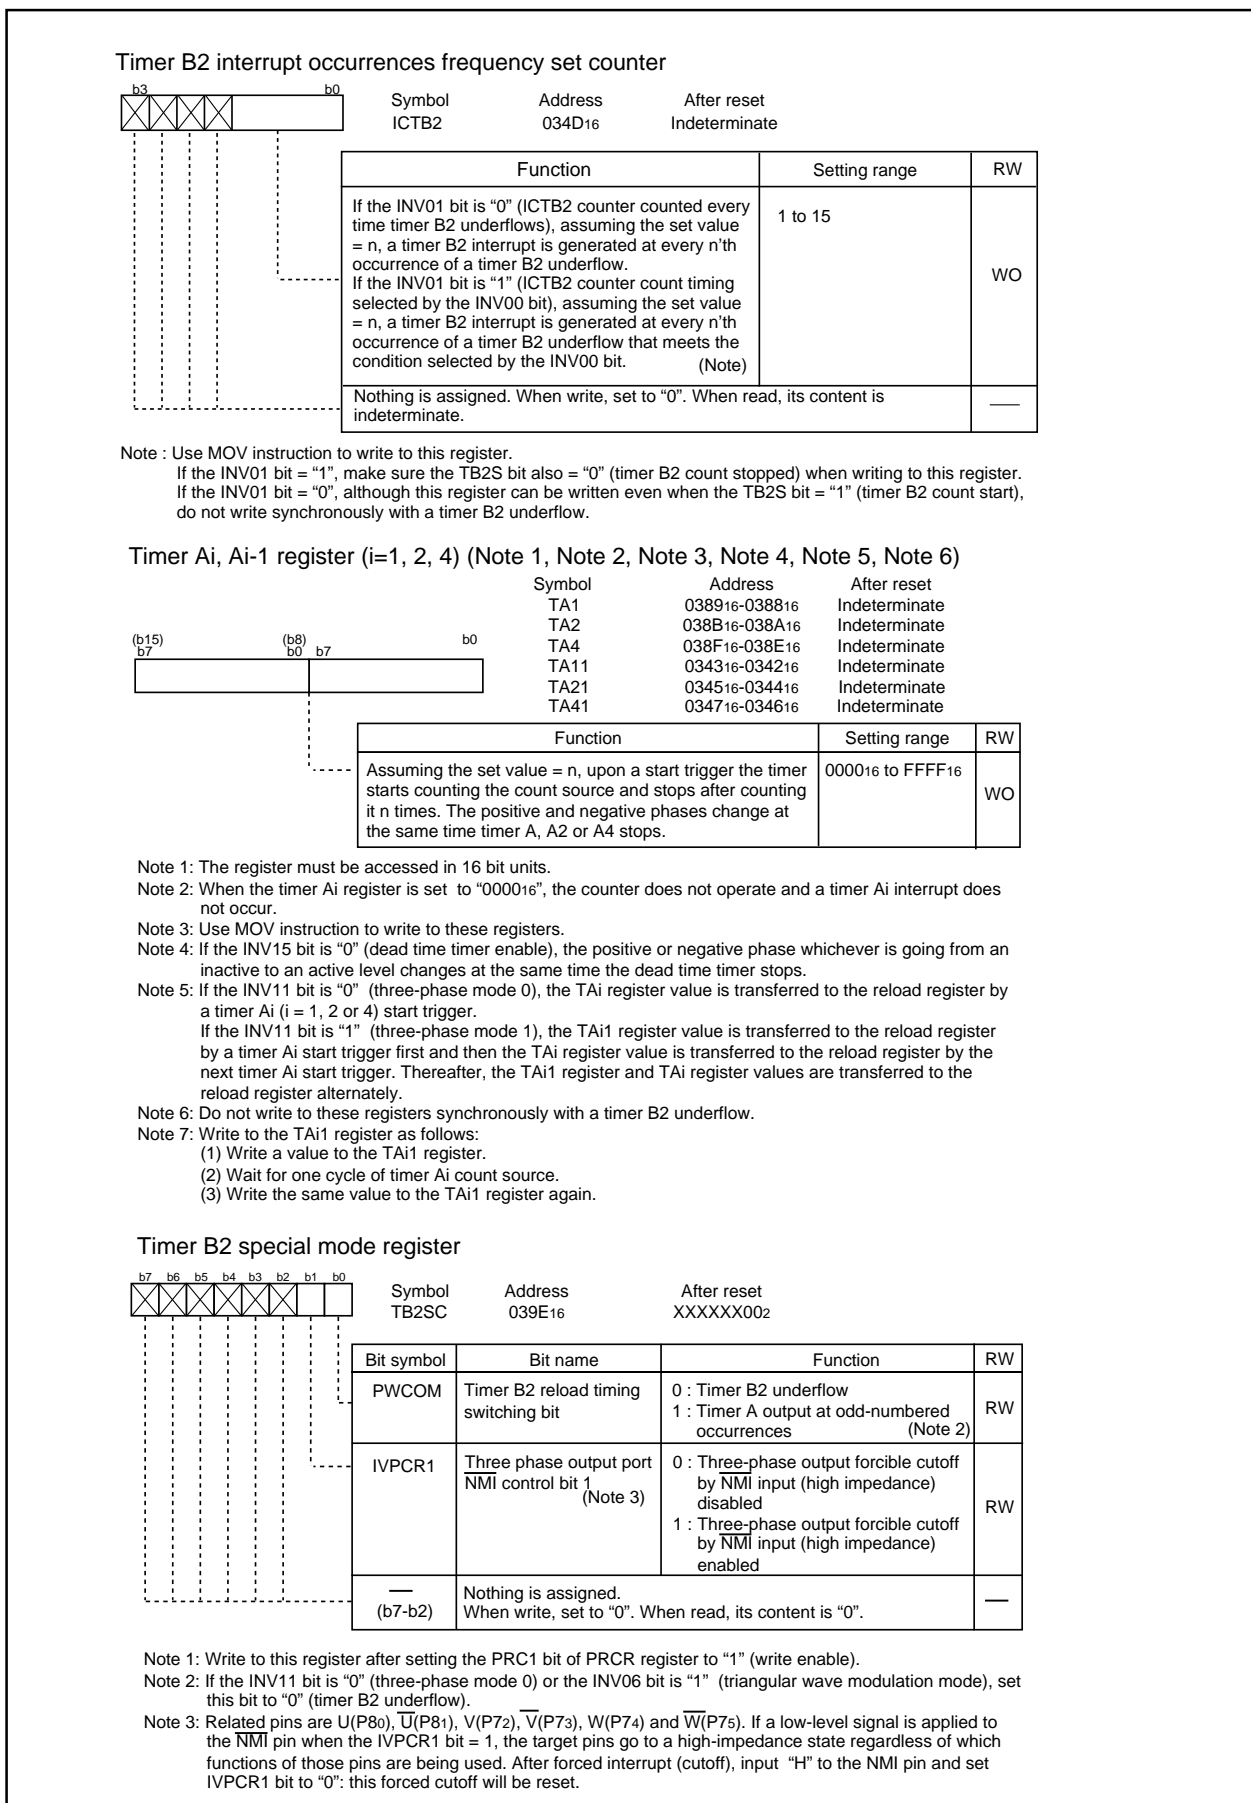 Timer B2 interrupt occurrences frequency set counter
b3 b0
Symbol Address After reset
ICTB2 034D16 Indeterminate
Function Setting range RW
If the INV01 bit is “0” (ICTB2 counter counted every
time timer B2 underflows), assuming the set value
= n, a timer B2 interrupt is generated at every n’th
occurrence of a timer B2 underflow.
If the INV01 bit is “1” (ICTB2 counter count timing
selected by the INV00 bit), assuming the set value
= n, a timer B2 interrupt is generated at every n’th
occurrence of a timer B2 underflow that meets the
condition selected by the INV00 bit. (Note)
1 to 15
WO
Nothing is assigned. When write, set to “0”. When read, its content is
indeterminate.
—
Note : Use MOV instruction to write to this register.
If the INV01 bit = “1”, make sure the TB2S bit also = “0” (timer B2 count stopped) when writing to this register.
If the INV01 bit = “0”, although this register can be written even when the TB2S bit = “1” (timer B2 count start),
do not write synchronously with a timer B2 underflow.
Timer Ai, Ai-1 register (i=1, 2, 4) (Note 1, Note 2, Note 3, Note 4, Note 5, Note 6)
Symbol Address After reset
TA1 038916-038816 Indeterminate
TA2 038B16-038A16 Indeterminate
TA4 038F16-038E16 Indeterminate
TA11 034316-034216 Indeterminate
TA21 034516-034416 Indeterminate
TA41 034716-034616 Indeterminate
(b15) (b8)
b7 b0 b7 b0
Function Setting range RW
Assuming the set value = n, upon a start trigger the timer
starts counting the count source and stops after counting
it n times. The positive and negative phases change at
the same time timer A, A2 or A4 stops.
000016 to FFFF16
WO
Note 1: The register must be accessed in 16 bit units.
Note 2: When the timer Ai register is set to “000016”, the counter does not operate and a timer Ai interrupt does
not occur.
Note 3: Use MOV instruction to write to these registers.
Note 4: If the INV15 bit is “0” (dead time timer enable), the positive or negative phase whichever is going from an
inactive to an active level changes at the same time the dead time timer stops.
Note 5: If the INV11 bit is “0” (three-phase mode 0), the TAi register value is transferred to the reload register by
a timer Ai (i = 1, 2 or 4) start trigger.
If the INV11 bit is “1” (three-phase mode 1), the TAi1 register value is transferred to the reload register
by a timer Ai start trigger first and then the TAi register value is transferred to the reload register by the
next timer Ai start trigger. Thereafter, the TAi1 register and TAi register values are transferred to the
reload register alternately.
Note 6: Do not write to these registers synchronously with a timer B2 underflow.
Note 7: Write to the TAi1 register as follows:
(1) Write a value to the TAi1 register.
(2) Wait for one cycle of timer Ai count source.
(3) Write the same value to the TAi1 register again.
Timer B2 special mode register
b7 b6 b5 b4 b3 b2 b1 b0
Symbol Address After reset
TB2SC 039E16 XXXXXX002
Bit symbol Bit name Function RW
PWCOM
Timer B2 reload timing
switching bit
0 : Timer B2 underflow
1 : Timer A output at odd-numbered
occurrences (Note 2)
RW
IVPCR1
Three phase output port
N̅M̅I̅ control bit 1
(Note 3)
0 : Three-phase output forcible cutoff
by N̅M̅I̅ input (high impedance)
disabled
1 : Three-phase output forcible cutoff
by N̅M̅I̅ input (high impedance)
enabled
RW
—
(b7-b2)
Nothing is assigned.
When write, set to “0”. When read, its content is “0”.
—
Note 1: Write to this register after setting the PRC1 bit of PRCR register to “1” (write enable).
Note 2: If the INV11 bit is “0” (three-phase mode 0) or the INV06 bit is “1” (triangular wave modulation mode), set
this bit to “0” (timer B2 underflow).
Note 3: Related pins are U(P80), U̅(P81), V(P72), V̅(P73), W(P74) and W̅(P75). If a low-level signal is applied to
the N̅M̅I̅ pin when the IVPCR1 bit = 1, the target pins go to a high-impedance state regardless of which
functions of those pins are being used. After forced interrupt (cutoff), input “H” to the NMI pin and set
IVPCR1 bit to “0”: this forced cutoff will be reset.